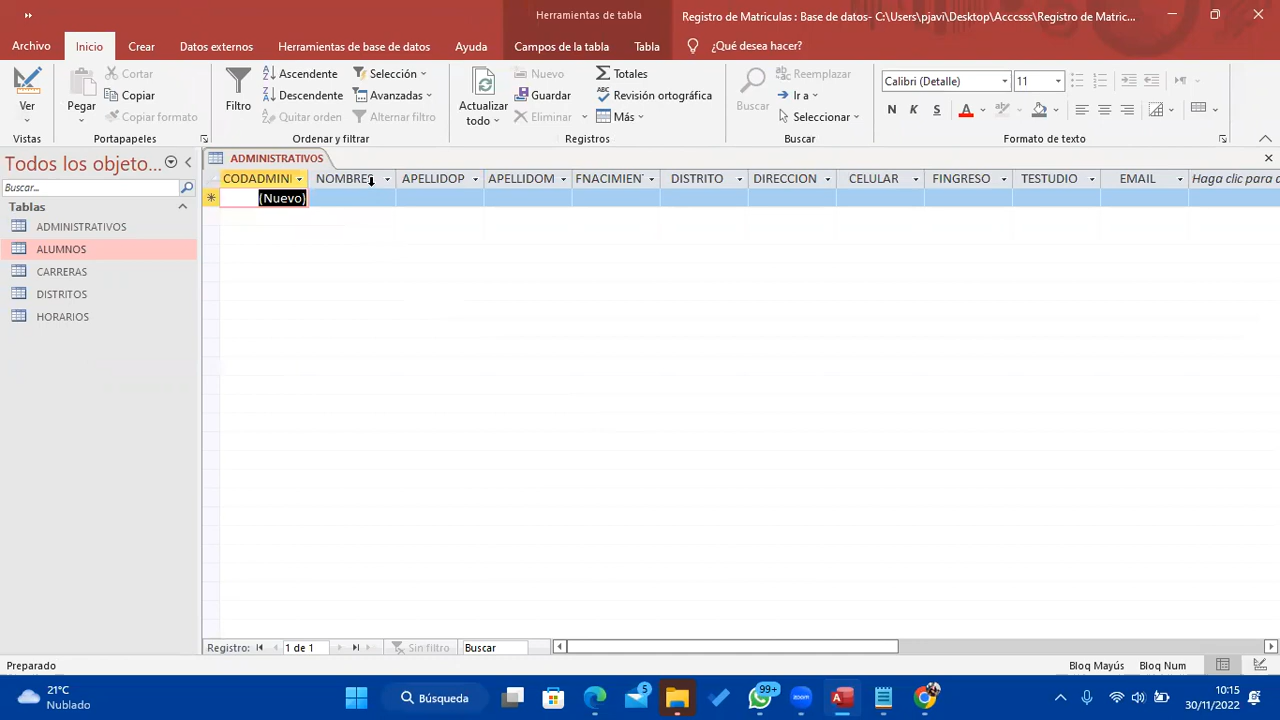 Herramientas de tabla
Registro de Matriculas : Base de datos- C:\Users\pjavi\Desktop\Acccsss\Registro de Matric...
Archivo Inicio Crear Datos externos Herramientas de base de datos Ayuda Campos de la tabla Tabla ¿Qué desea hacer?
Ver
Vistas
Pegar
Cortar
Copiar
Copiar formato
Portapapeles
Filtro
Ascendente
Descendente
Quitar orden
Selección
Avanzadas
Alternar filtro
Ordenar y filtrar
Actualizar
todo
Nuevo
Guardar
Eliminar
Totales
Revisión ortográfica
Más
Registros
Buscar
Reemplazar
Ir a
Seleccionar
Buscar
Calibri (Detalle) 11
N K S A
Formato de texto
Todos los objeto...
Buscar...
Tablas
ADMINISTRATIVOS
ALUMNOS
CARRERAS
DISTRITOS
HORARIOS
ADMINISTRATIVOS
CODADMINI NOMBRES APELLIDOP APELLIDOM FNACIMIENT DISTRITO DIRECCION CELULAR FINGRESO TESTUDIO EMAIL Haga clic para a
(Nuevo)
Registro: 1 de 1 Sin filtro Buscar
Preparado Bloq Mayús Bloq Num
21°C
Nublado
Búsqueda
5
99+
zoom
10:15
30/11/2022